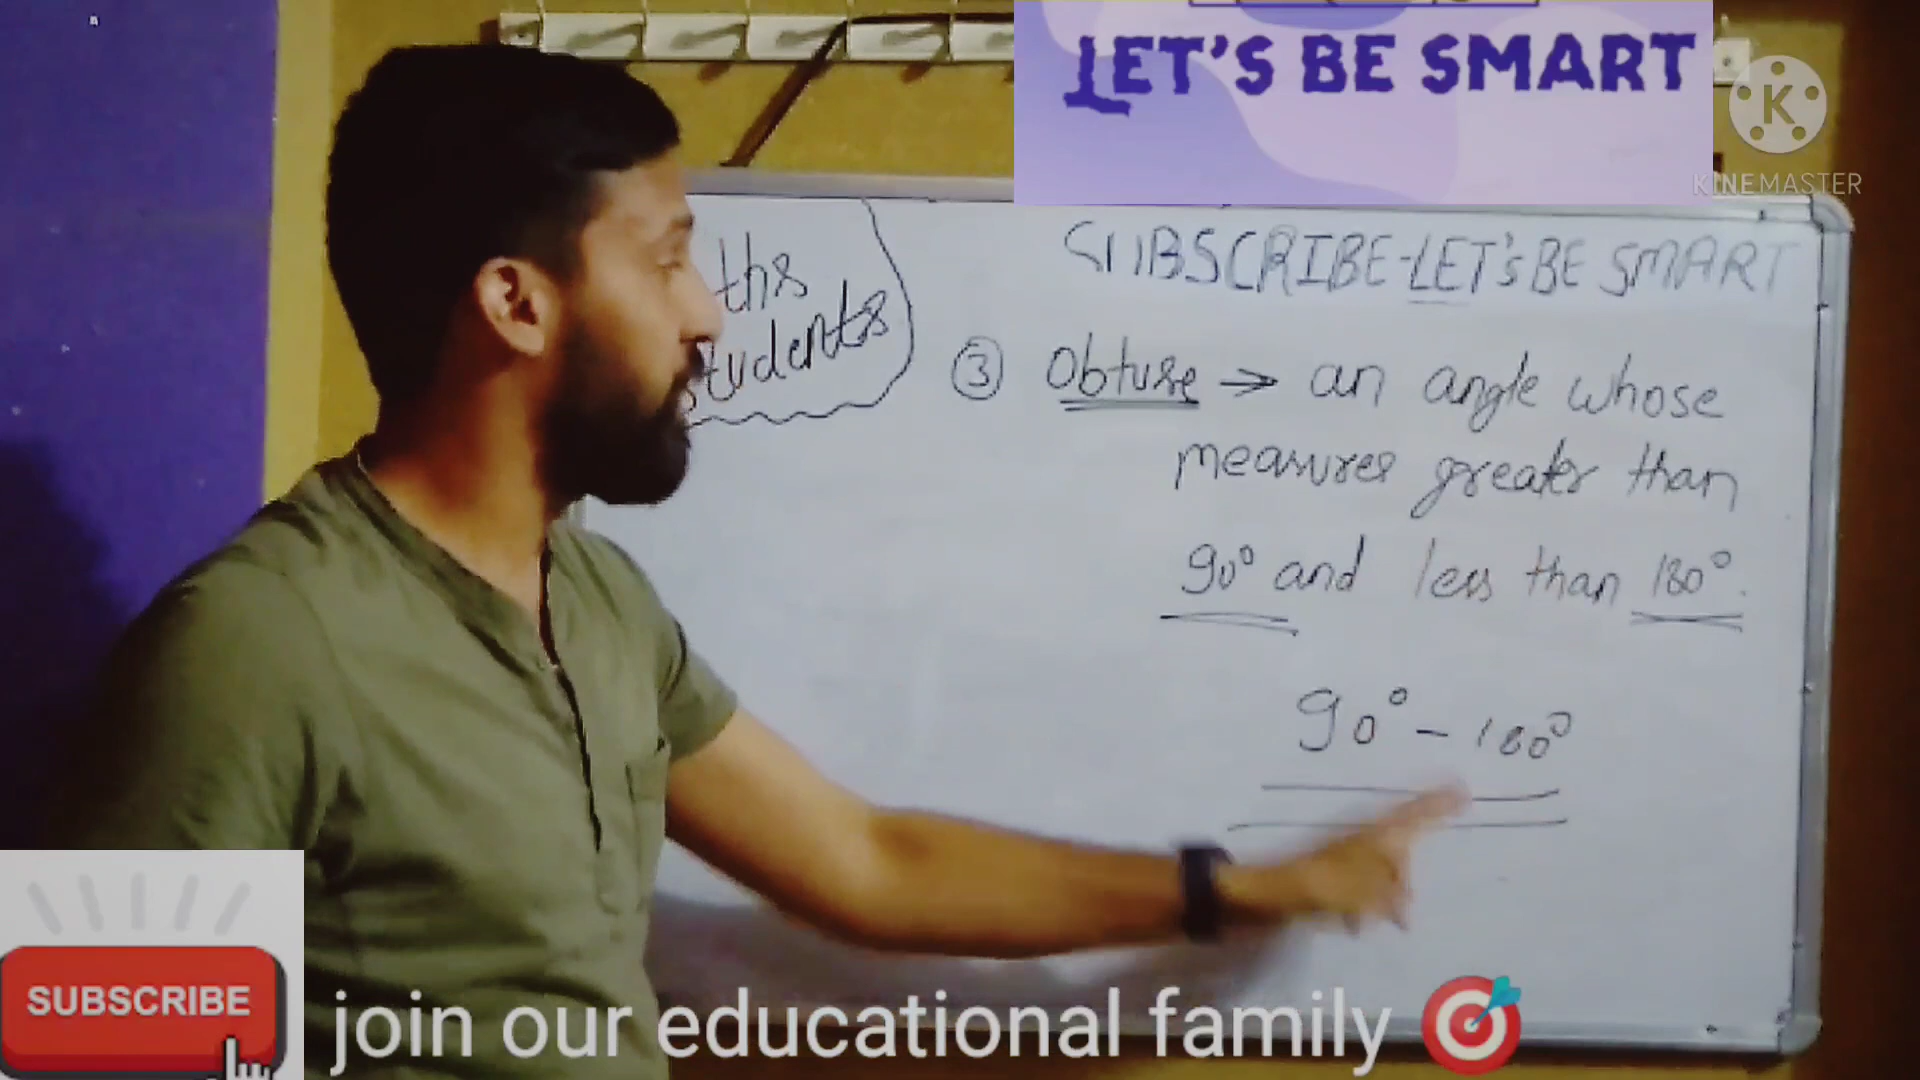 LET'S BE SMART
K
KINEMASTER
ths
students
SUBSCRIBE-LET's BE SMART
③ Obtuse → an angle whose
measures greater than
90° and less than 180°.
90° - 180°
SUBSCRIBE
join our educational family